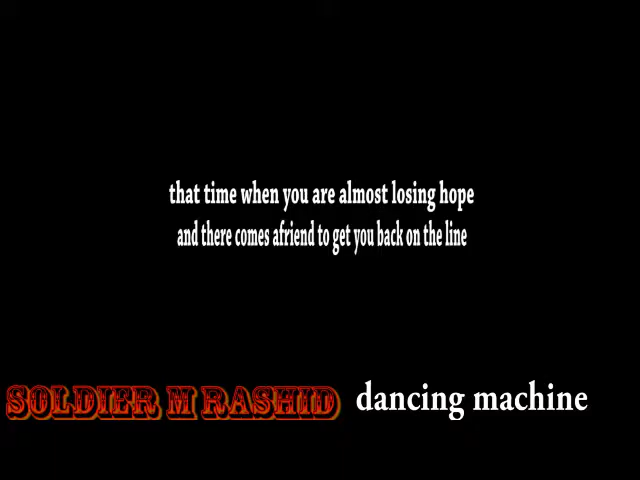 that time when you are almost losing hope
and there comes afriend to get you back on the line
SOLDIER M RASHID dancing machine